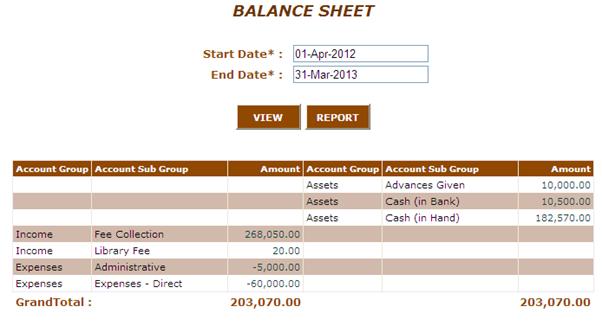 BALANCE SHEET
Start Date* : 01-Apr-2012
End Date* : 31-Mar-2013
VIEW REPORT
Account Group Account Sub Group Amount Account Group Account Sub Group Amount
Assets Advances Given 10,000.00
Assets Cash (in Bank) 10,500.00
Assets Cash (in Hand) 182,570.00
Income Fee Collection 268,050.00
Income Library Fee 20.00
Expenses Administrative -5,000.00
Expenses Expenses - Direct -60,000.00
GrandTotal : 203,070.00 203,070.00